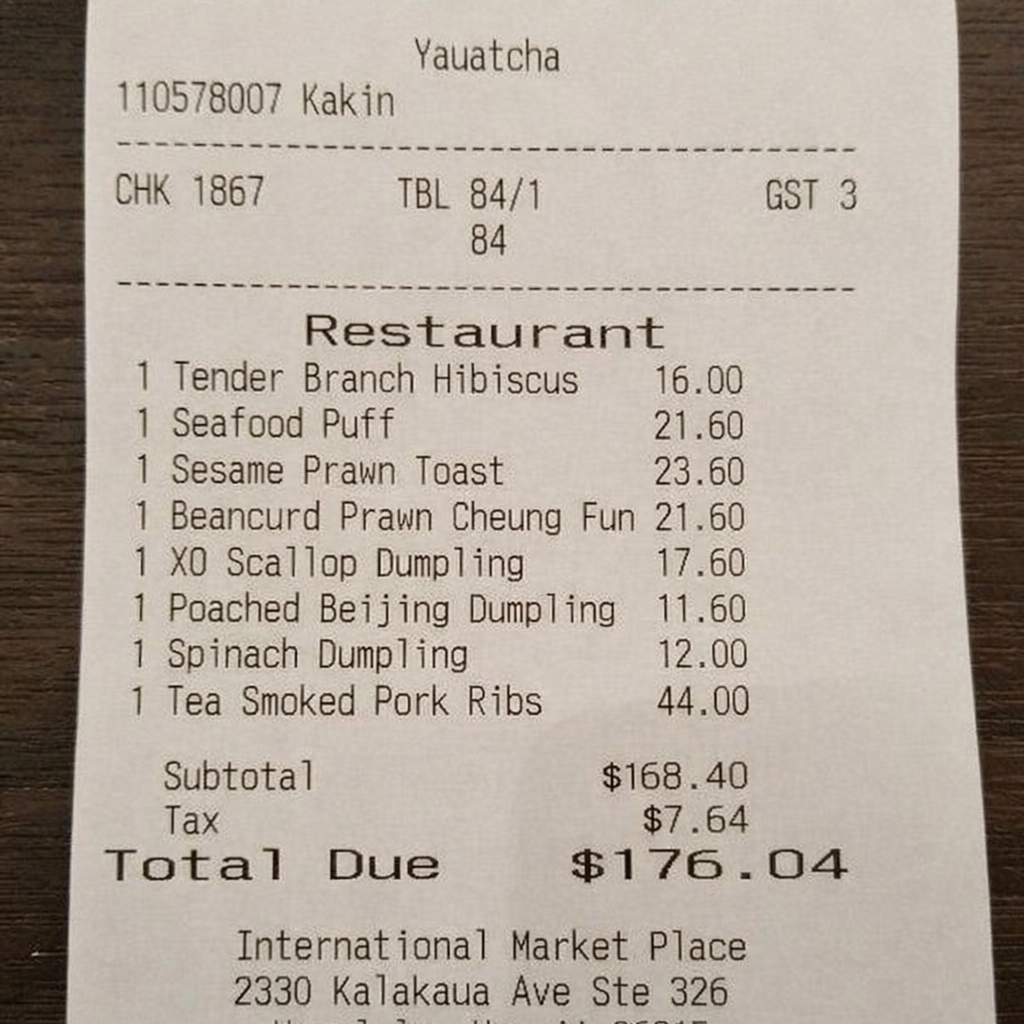 Yauatcha
110578007 Kakin
----------------------------------------
CHK 1867 TBL 84/1 GST 3
84
----------------------------------------
Restaurant
1 Tender Branch Hibiscus 16.00
1 Seafood Puff 21.60
1 Sesame Prawn Toast 23.60
1 Beancurd Prawn Cheung Fun 21.60
1 XO Scallop Dumpling 17.60
1 Poached Beijing Dumpling 11.60
1 Spinach Dumpling 12.00
1 Tea Smoked Pork Ribs 44.00
Subtotal $168.40
Tax $7.64
Total Due $176.04
International Market Place
2330 Kalakaua Ave Ste 326